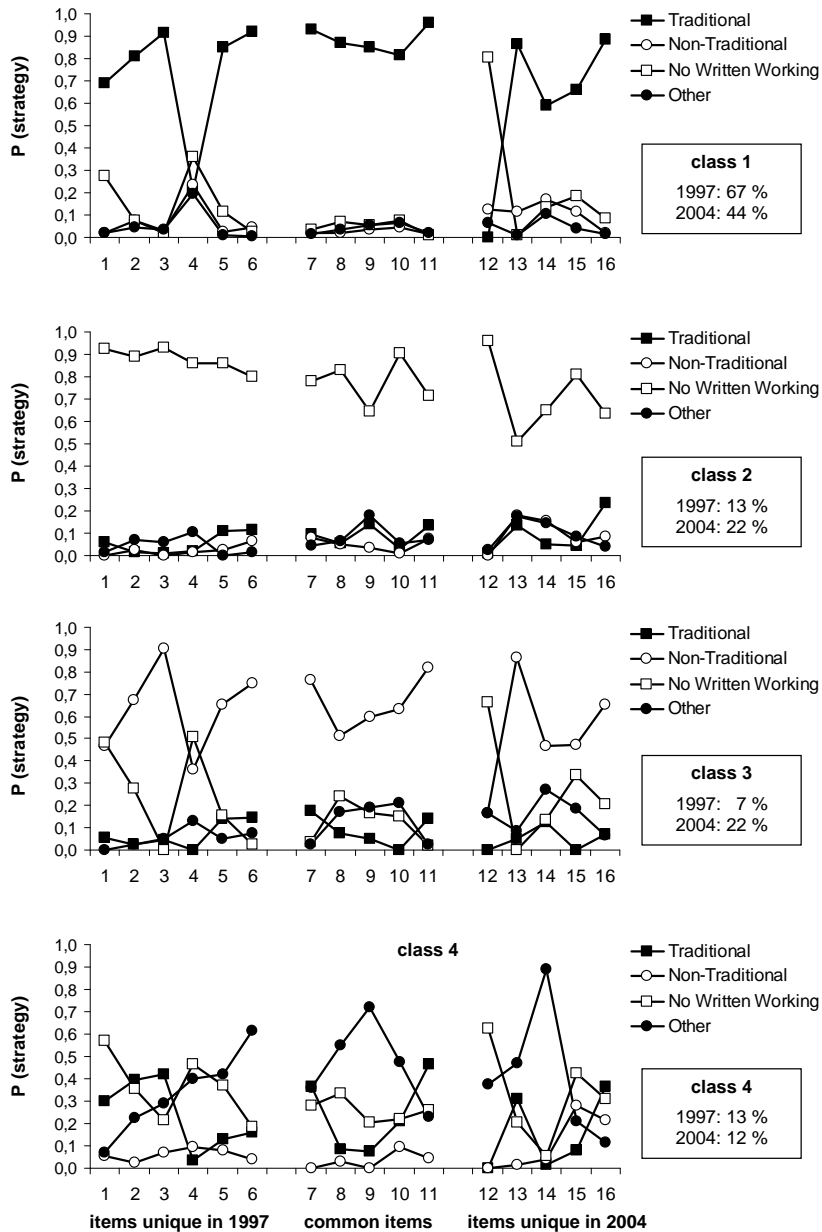 1,0
0,9
0,8
0,7
0,6
0,5
0,4
0,3
0,2
0,1
0,0
P (strategy)
1 2 3 4 5 6 7 8 9 10 11 12 13 14 15 16
Traditional
Non-Traditional
No Written Working
Other
class 1
1997: 67 %
2004: 44 %
1,0
0,9
0,8
0,7
0,6
0,5
0,4
0,3
0,2
0,1
0,0
P (strategy)
1 2 3 4 5 6 7 8 9 10 11 12 13 14 15 16
Traditional
Non-Traditional
No Written Working
Other
class 2
1997: 13 %
2004: 22 %
1,0
0,9
0,8
0,7
0,6
0,5
0,4
0,3
0,2
0,1
0,0
P (strategy)
1 2 3 4 5 6 7 8 9 10 11 12 13 14 15 16
Traditional
Non-Traditional
No Written Working
Other
class 3
1997: 7 %
2004: 22 %
class 4
1,0
0,9
0,8
0,7
0,6
0,5
0,4
0,3
0,2
0,1
0,0
P (strategy)
1 2 3 4 5 6 7 8 9 10 11 12 13 14 15 16
items unique in 1997 common items items unique in 2004
Traditional
Non-Traditional
No Written Working
Other
class 4
1997: 13 %
2004: 12 %